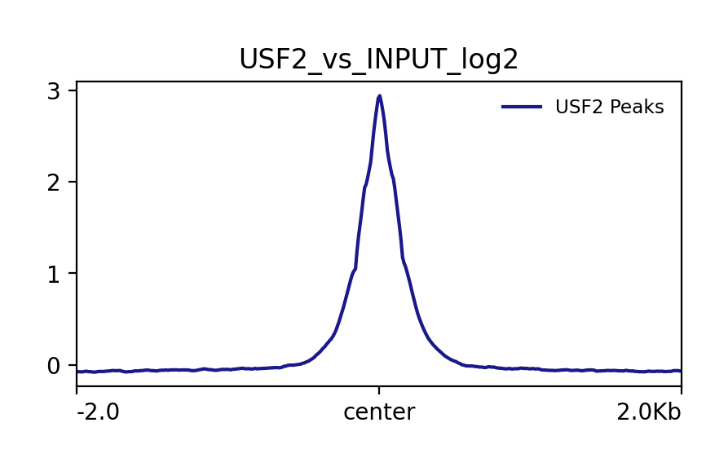 USF2_vs_INPUT_log2
3
USF2 Peaks
2
1
0
-2.0 center 2.0Kb